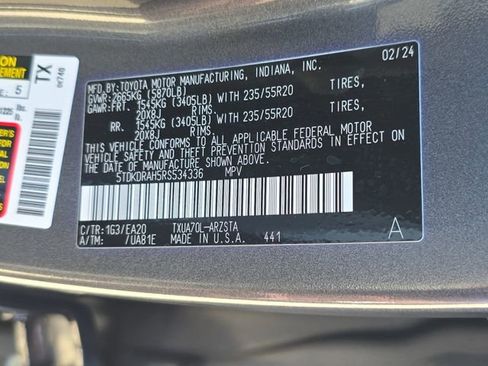 MFD.BY:TOYOTA MOTOR MANUFACTURING, INDIANA, INC. 02/24
GVWR: 2665KG (5870LB)
GAWR:FRT. 1545KG (3405LB) WITH 235/55R20 TIRES,
20X8J RIMS
RR. 1545KG (3405LB) WITH 235/55R20 TIRES,
20X8J RIMS
THIS VEHICLE CONFORMS TO ALL APPLICABLE FEDERAL MOTOR
VEHICLE SAFETY AND THEFT PREVENTION STANDARDS IN EFFECT ON
THE DATE OF MANUFACTURE SHOWN ABOVE.
5TDKDRAH5RS534336 MPV
C/TR:1G3/EA20 TXUA70L-ARZSTA A
A/TM: /UA81E MADE IN U.S.A. 441
TX
5